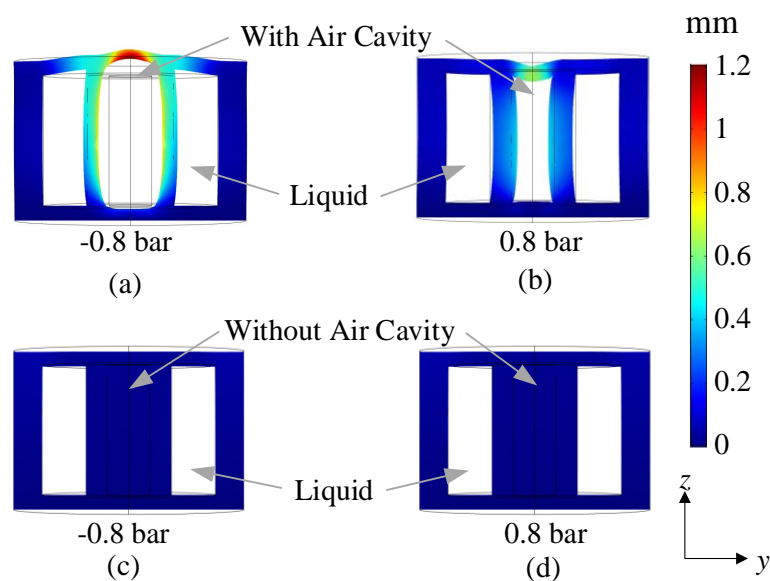 With Air Cavity
Liquid
-0.8 bar
0.8 bar
(a)
(b)
Without Air Cavity
Liquid
-0.8 bar
0.8 bar
(c)
(d)
mm
1.2
1
0.8
0.6
0.4
0.2
0
z
y